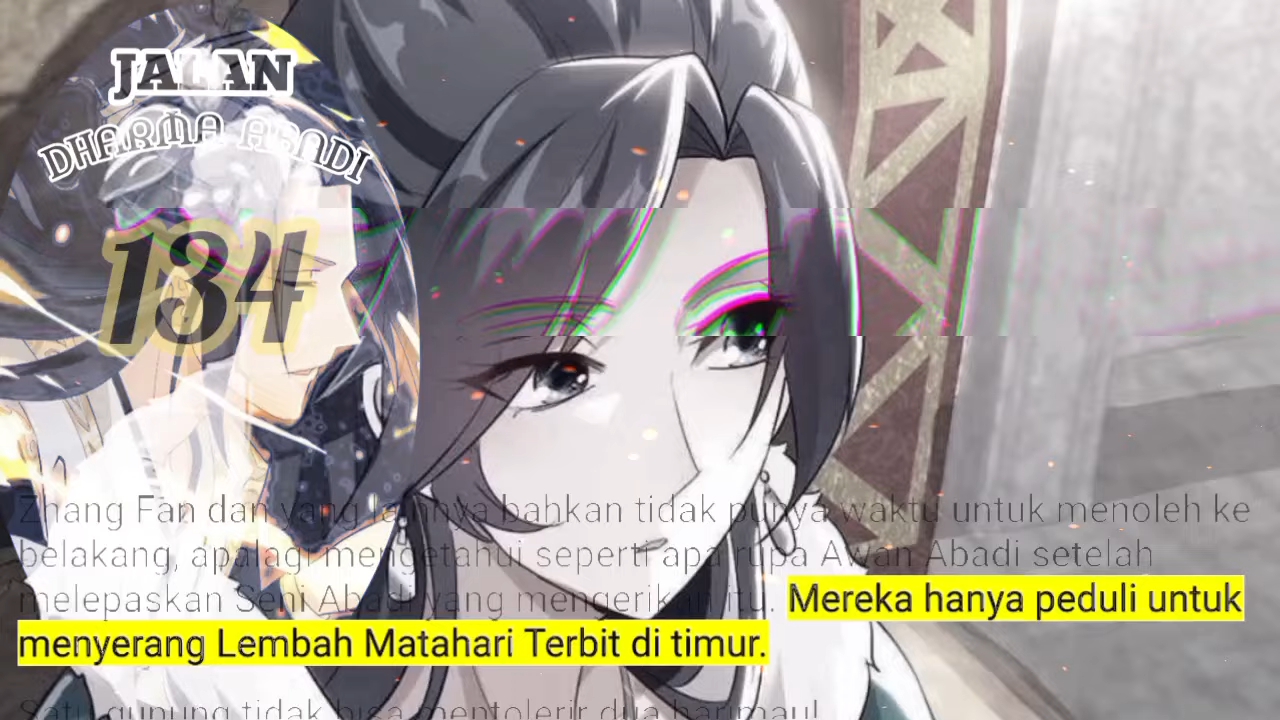 JALAN
DHARMA ABADI
134
Zhang Fan dan yang lainnya bahkan tidak punya waktu untuk menoleh ke
belakang, apalagi mengetahui seperti apa rupa Awan Abadi setelah
melepaskan Seni Abadi yang mengerikan itu. Mereka hanya peduli untuk
menyerang Lembah Matahari Terbit di timur.
Satu gunung tidak bisa mentolerir dua harimau!